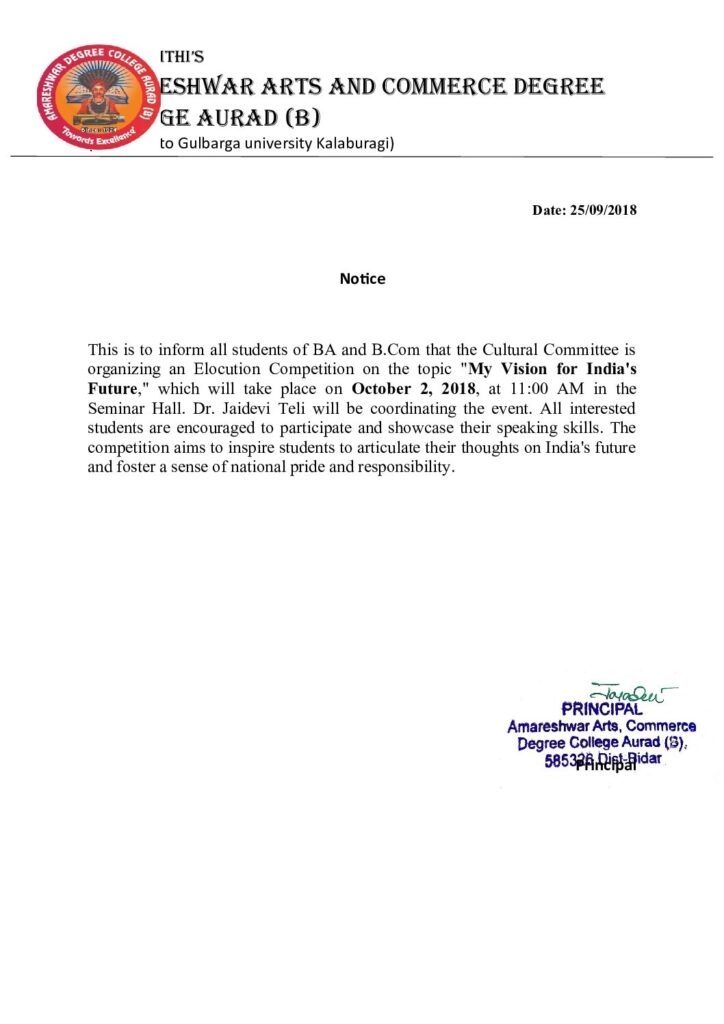 ITHI'S
ESHWAR ARTS AND COMMERCE DEGREE
GE AURAD (B)
to Gulbarga university Kalaburagi)
AMARESHWAR DEGREE COLLEGE AURAD (B)
"Towards Excellence"
Date: 25/09/2018
Notice
This is to inform all students of BA and B.Com that the Cultural Committee is
organizing an Elocution Competition on the topic "My Vision for India's
Future," which will take place on October 2, 2018, at 11:00 AM in the
Seminar Hall. Dr. Jaidevi Teli will be coordinating the event. All interested
students are encouraged to participate and showcase their speaking skills. The
competition aims to inspire students to articulate their thoughts on India's future
and foster a sense of national pride and responsibility.
PRINCIPAL
Amareshwar Arts, Commerce
Degree College Aurad (B),
585326 Dist-Bidar
Principal